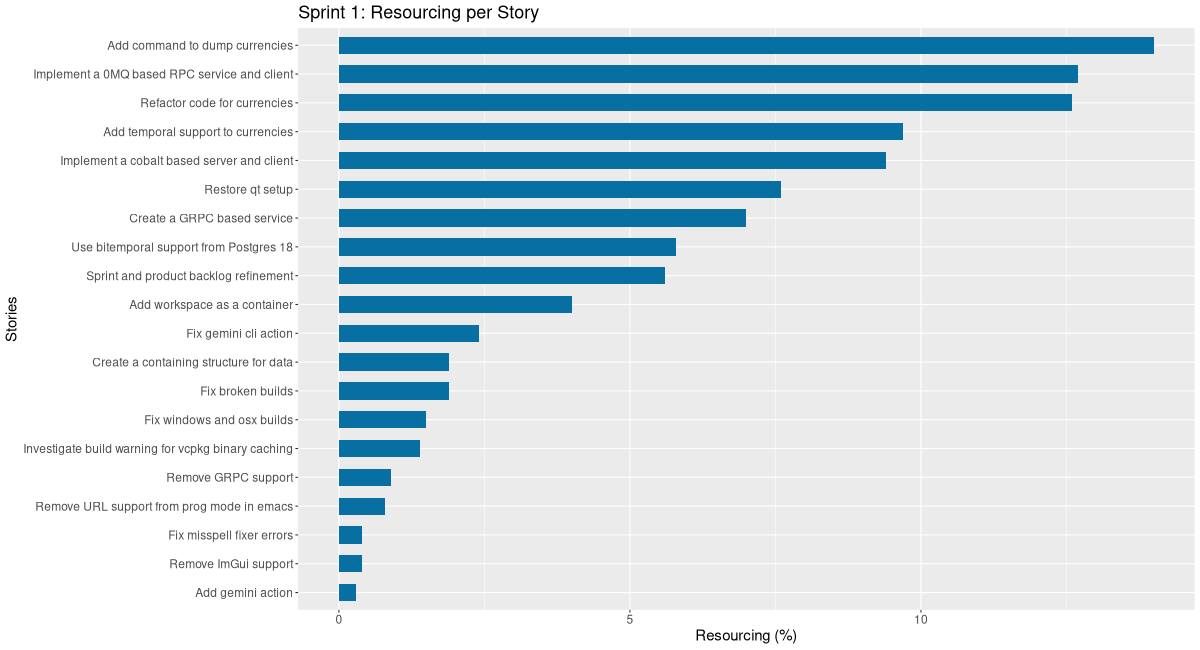 Sprint 1: Resourcing per Story
Stories
Add command to dump currencies
Implement a 0MQ based RPC service and client
Refactor code for currencies
Add temporal support to currencies
Implement a cobalt based server and client
Restore qt setup
Create a GRPC based service
Use bitemporal support from Postgres 18
Sprint and product backlog refinement
Add workspace as a container
Fix gemini cli action
Create a containing structure for data
Fix broken builds
Fix windows and osx builds
Investigate build warning for vcpkg binary caching
Remove GRPC support
Remove URL support from prog mode in emacs
Fix misspell fixer errors
Remove ImGui support
Add gemini action
0 5 10
Resourcing (%)